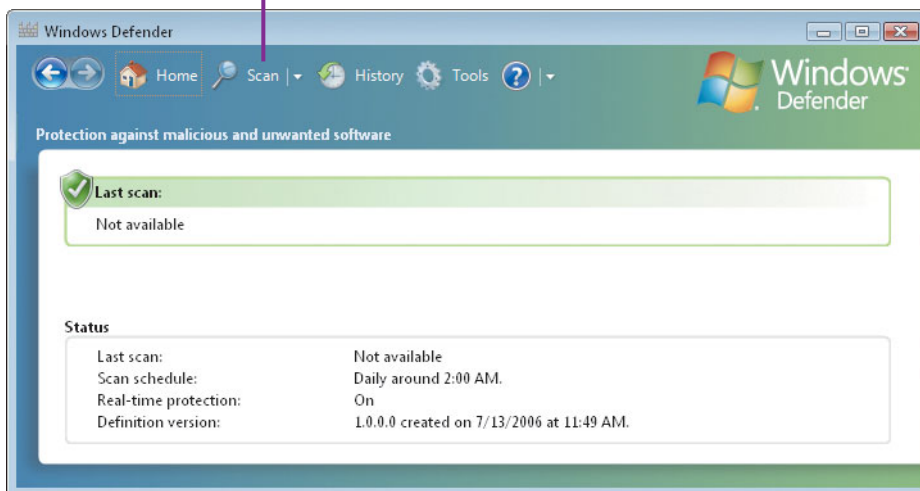 Windows Defender
Home Scan History Tools ?
Windows
Defender
Protection against malicious and unwanted software
Last scan:
Not available
Status
Last scan: Not available
Scan schedule: Daily around 2:00 AM.
Real-time protection: On
Definition version: 1.0.0.0 created on 7/13/2006 at 11:49 AM.